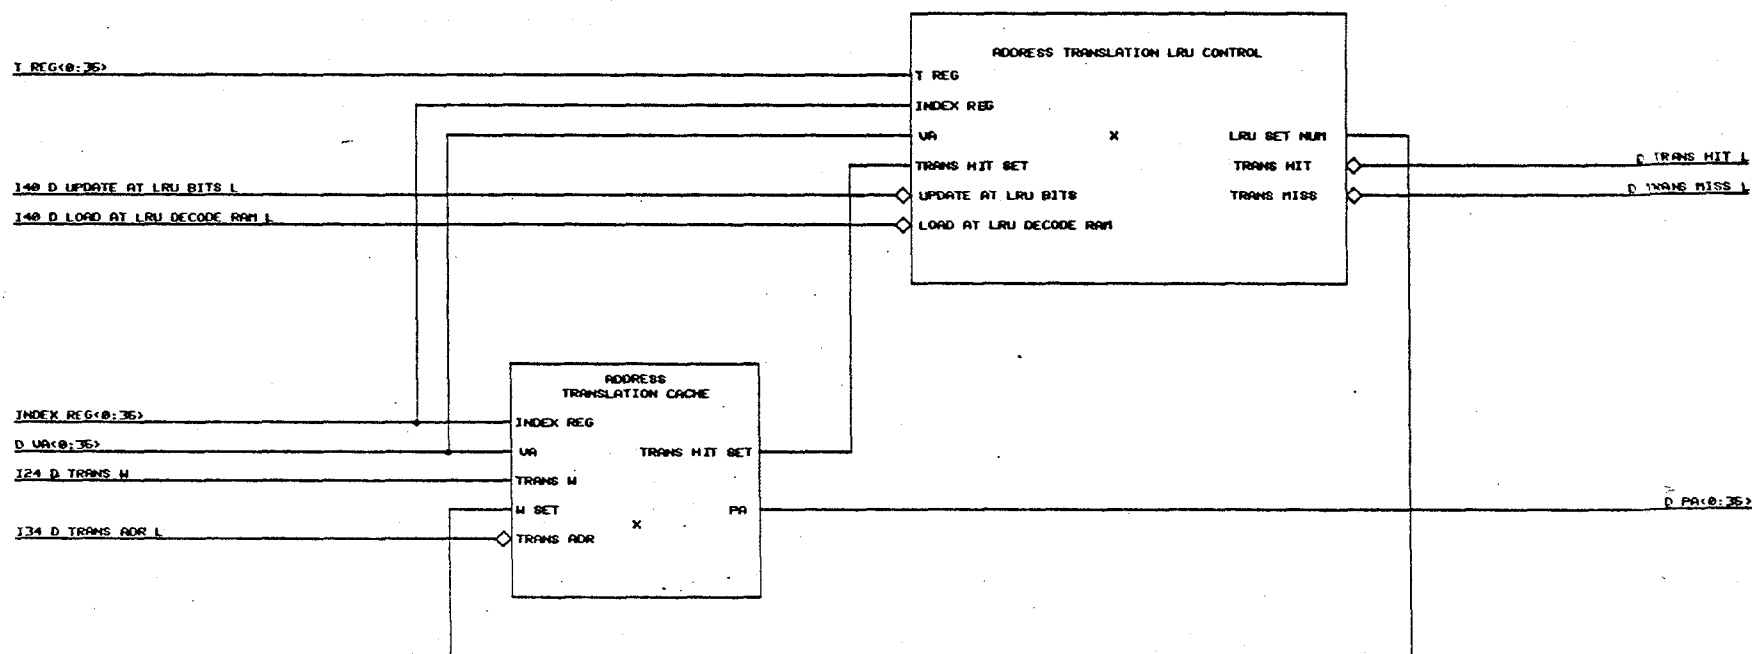 ADDRESS TRANSLATION LRU CONTROL
T REG<0:36>
T REG
INDEX REG
VA
X
LRU SET NUM
TRANS HIT SET
TRANS HIT
D TRANS HIT L
I40 D UPDATE AT LRU BITS L
UPDATE AT LRU BITS
TRANS MISS
D TRANS MISS L
I40 D LOAD AT LRU DECODE RAM L
LOAD AT LRU DECODE RAM
ADDRESS
TRANSLATION CACHE
INDEX REG<0:36>
INDEX REG
D VA<0:36>
VA
TRANS HIT SET
I24 D TRANS W
TRANS W
W SET
PA
D PA<0:36>
X
I34 D TRANS ADR L
TRANS ADR